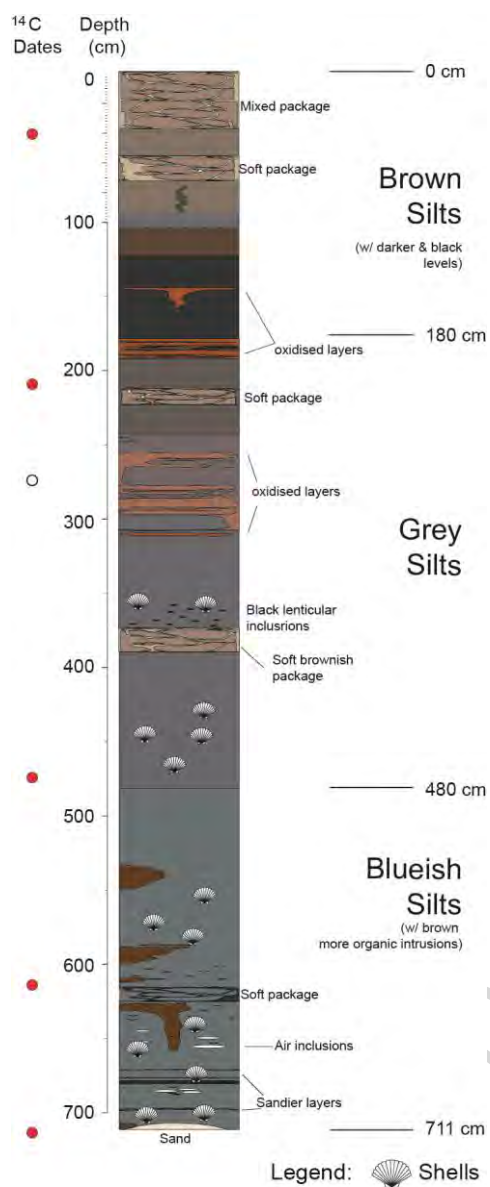 14C
Dates
Depth
(cm)
0
0 cm
Mixed package
Soft package
Brown
Silts
(w/ darker & black
levels)
100
180 cm
oxidised layers
200
Soft package
oxidised layers
300
Grey
Silts
Black lenticular
inclusrions
Soft brownish
package
400
480 cm
500
Blueish
Silts
(w/ brown
more organic intrusions)
600
Soft package
Air inclusions
Sandier layers
700
711 cm
Sand
Legend: Shells